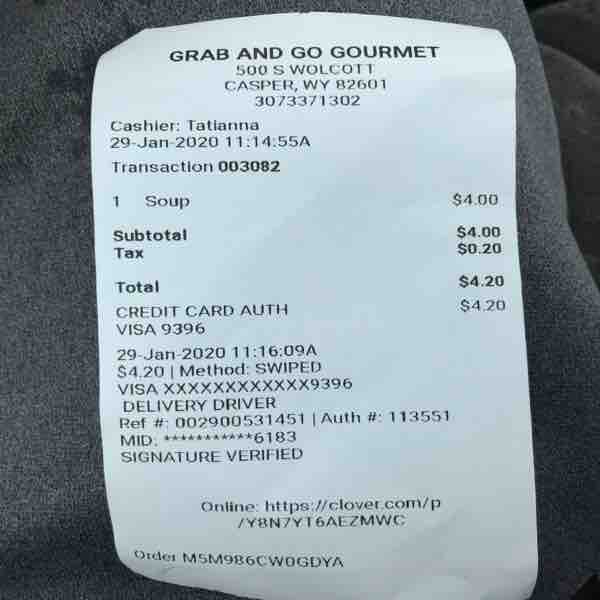 GRAB AND GO GOURMET
500 S WOLCOTT
CASPER, WY 82601
3073371302
Cashier: Tatianna
29-Jan-2020 11:14:55A
Transaction 003082
1 Soup $4.00
Subtotal $4.00
Tax $0.20
Total $4.20
CREDIT CARD AUTH $4.20
VISA 9396
29-Jan-2020 11:16:09A
$4.20 | Method: SWIPED
VISA XXXXXXXXXXXX9396
DELIVERY DRIVER
Ref #: 002900531451 | Auth #: 113551
MID: ***********6183
SIGNATURE VERIFIED
Online: https://clover.com/p
/Y8N7YT6AEZMWC
Order M5M986CW0GDYA